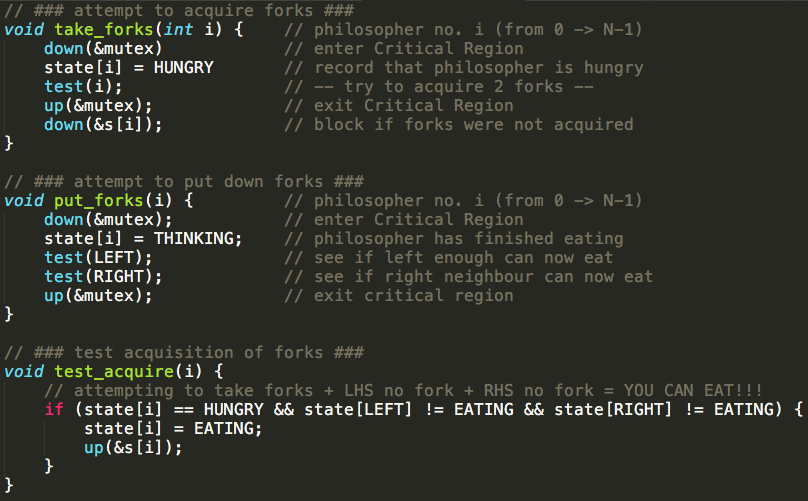 // ### attempt to acquire forks ###
void take_forks(int i) {    // philosopher no. i (from 0 -> N-1)
    down(&mutex)            // enter Critical Region
    state[i] = HUNGRY       // record that philosopher is hungry
    test(i);                // -- try to acquire 2 forks --
    up(&mutex);             // exit Critical Region
    down(&s[i]);            // block if forks were not acquired
}
// ### attempt to put down forks ###
void put_forks(i) {         // philosopher no. i (from 0 -> N-1)
    down(&mutex);           // enter Critical Region
    state[i] = THINKING;    // philosopher has finished eating
    test(LEFT);             // see if left enough can now eat
    test(RIGHT);            // see if right neighbour can now eat
    up(&mutex);             // exit critical region
}
// ### test acquisition of forks ###
void test_acquire(i) {
    // attempting to take forks + LHS no fork + RHS no fork = YOU CAN EAT!!!
    if (state[i] == HUNGRY && state[LEFT] != EATING && state[RIGHT] != EATING) {
        state[i] = EATING;
        up(&s[i]);
    }
}